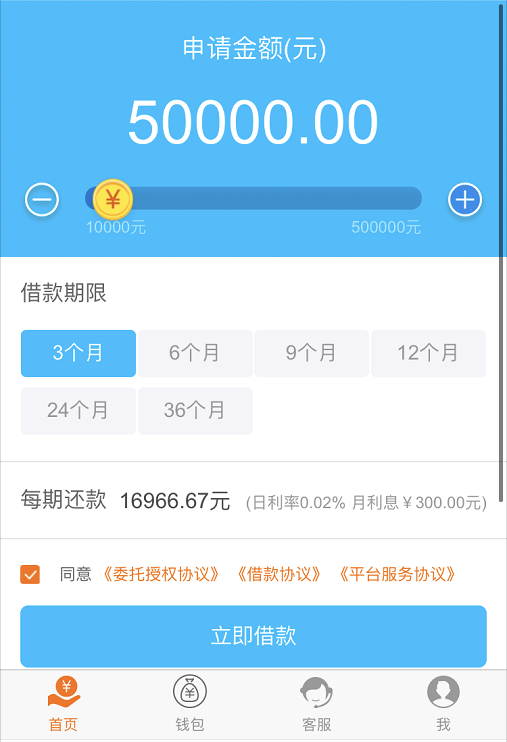 申请金额(元)
50000.00
¥
10000元 500000元
借款期限
3个月 6个月 9个月 12个月
24个月 36个月
每期还款 16966.67元 (日利率0.02% 月利息￥300.00元)
同意 《委托授权协议》 《借款协议》 《平台服务协议》
立即借款
首页 钱包 客服 我